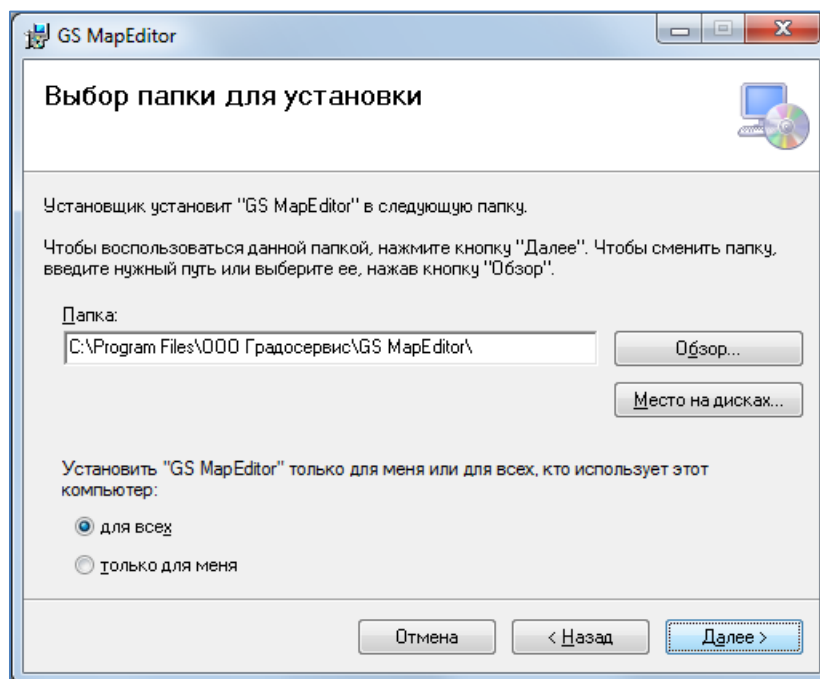 GS MapEditor
Выбор папки для установки
Установщик установит "GS MapEditor" в следующую папку.
Чтобы воспользоваться данной папкой, нажмите кнопку "Далее". Чтобы сменить папку,
введите нужный путь или выберите ее, нажав кнопку "Обзор".
Папка:
C:\Program Files\ООО Градосервис\GS MapEditor\
Обзор...
Место на дисках...
Установить "GS MapEditor" только для меня или для всех, кто использует этот
компьютер:
для всех
только для меня
Отмена
< Назад
Далее >